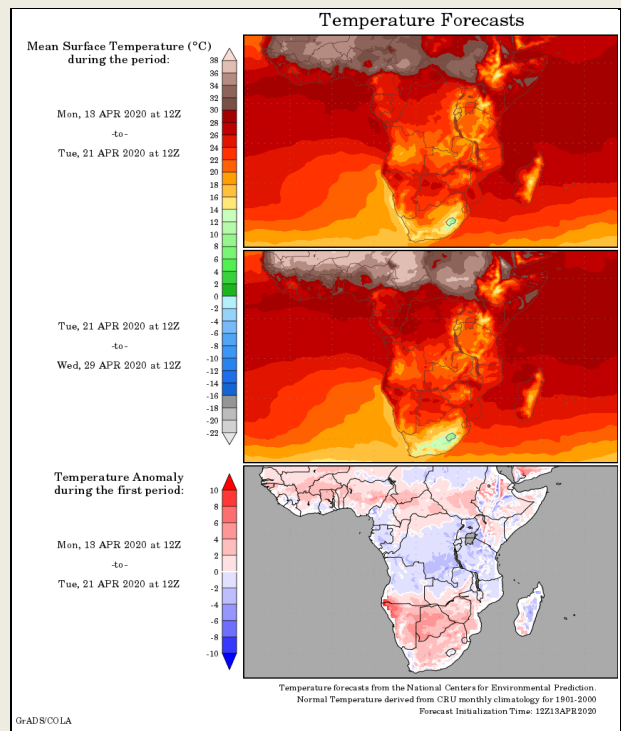 Temperature Forecasts
Mean Surface Temperature (°C)
during the period:
38
36
34
32
30
28
26
24
22
20
18
16
14
12
10
8
6
4
2
0
-2
-4
-6
-8
-10
-12
-14
-16
-18
-20
-22
Mon, 13 APR 2020 at 12Z
-to-
Tue, 21 APR 2020 at 12Z
Tue, 21 APR 2020 at 12Z
-to-
Wed, 29 APR 2020 at 12Z
Temperature Anomaly
during the first period:
10
8
6
4
2
0
-2
-4
-6
-8
-10
Mon, 13 APR 2020 at 12Z
-to-
Tue, 21 APR 2020 at 12Z
Temperature forecasts from the National Centers for Environmental Prediction.
Normal Temperature derived from CRU monthly climatology for 1901-2000
Forecast Initialization Time: 12Z13APR2020
GrADS/COLA